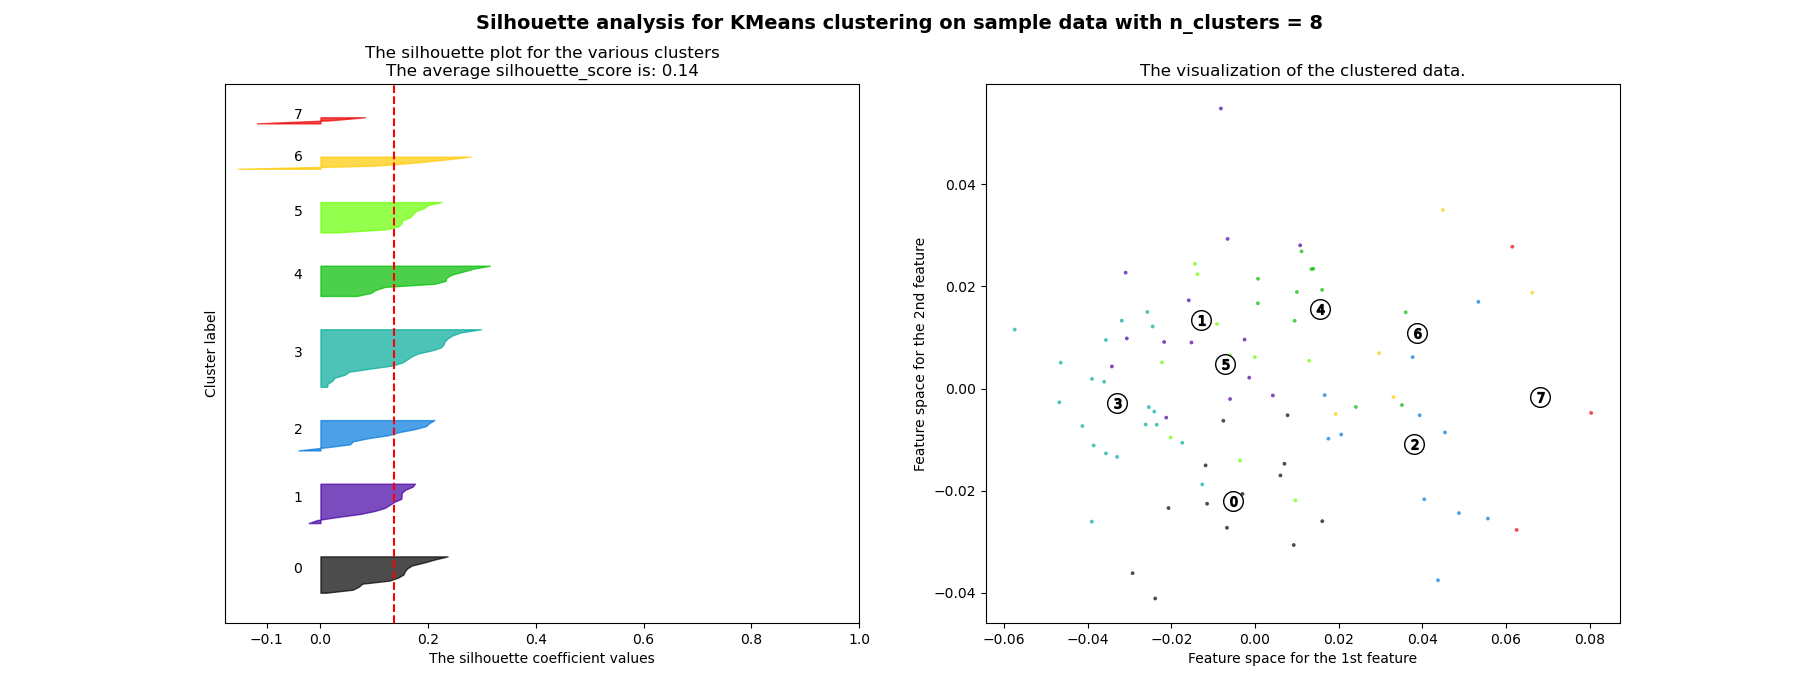 Silhouette analysis for KMeans clustering on sample data with n_clusters = 8
The silhouette plot for the various clusters
The average silhouette_score is: 0.14
Cluster label
7
6
5
4
3
2
1
0
−0.1 0.0 0.2 0.4 0.6 0.8 1.0
The silhouette coefficient values
The visualization of the clustered data.
Feature space for the 2nd feature
0.04
0.02
0.00
−0.02
−0.04
4
1
6
5
7
3
2
0
−0.06 −0.04 −0.02 0.00 0.02 0.04 0.06 0.08
Feature space for the 1st feature